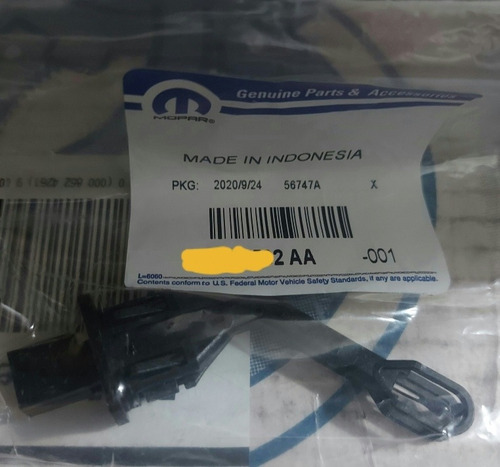 Genuine Parts & Accessories
MOPAR®
MADE IN INDONESIA
PKG: 2020/9/24 56747A X
2 AA -001
L-6060
Contents conform to U.S. Federal Motor Vehicle Safety Standards, if any are applicable.